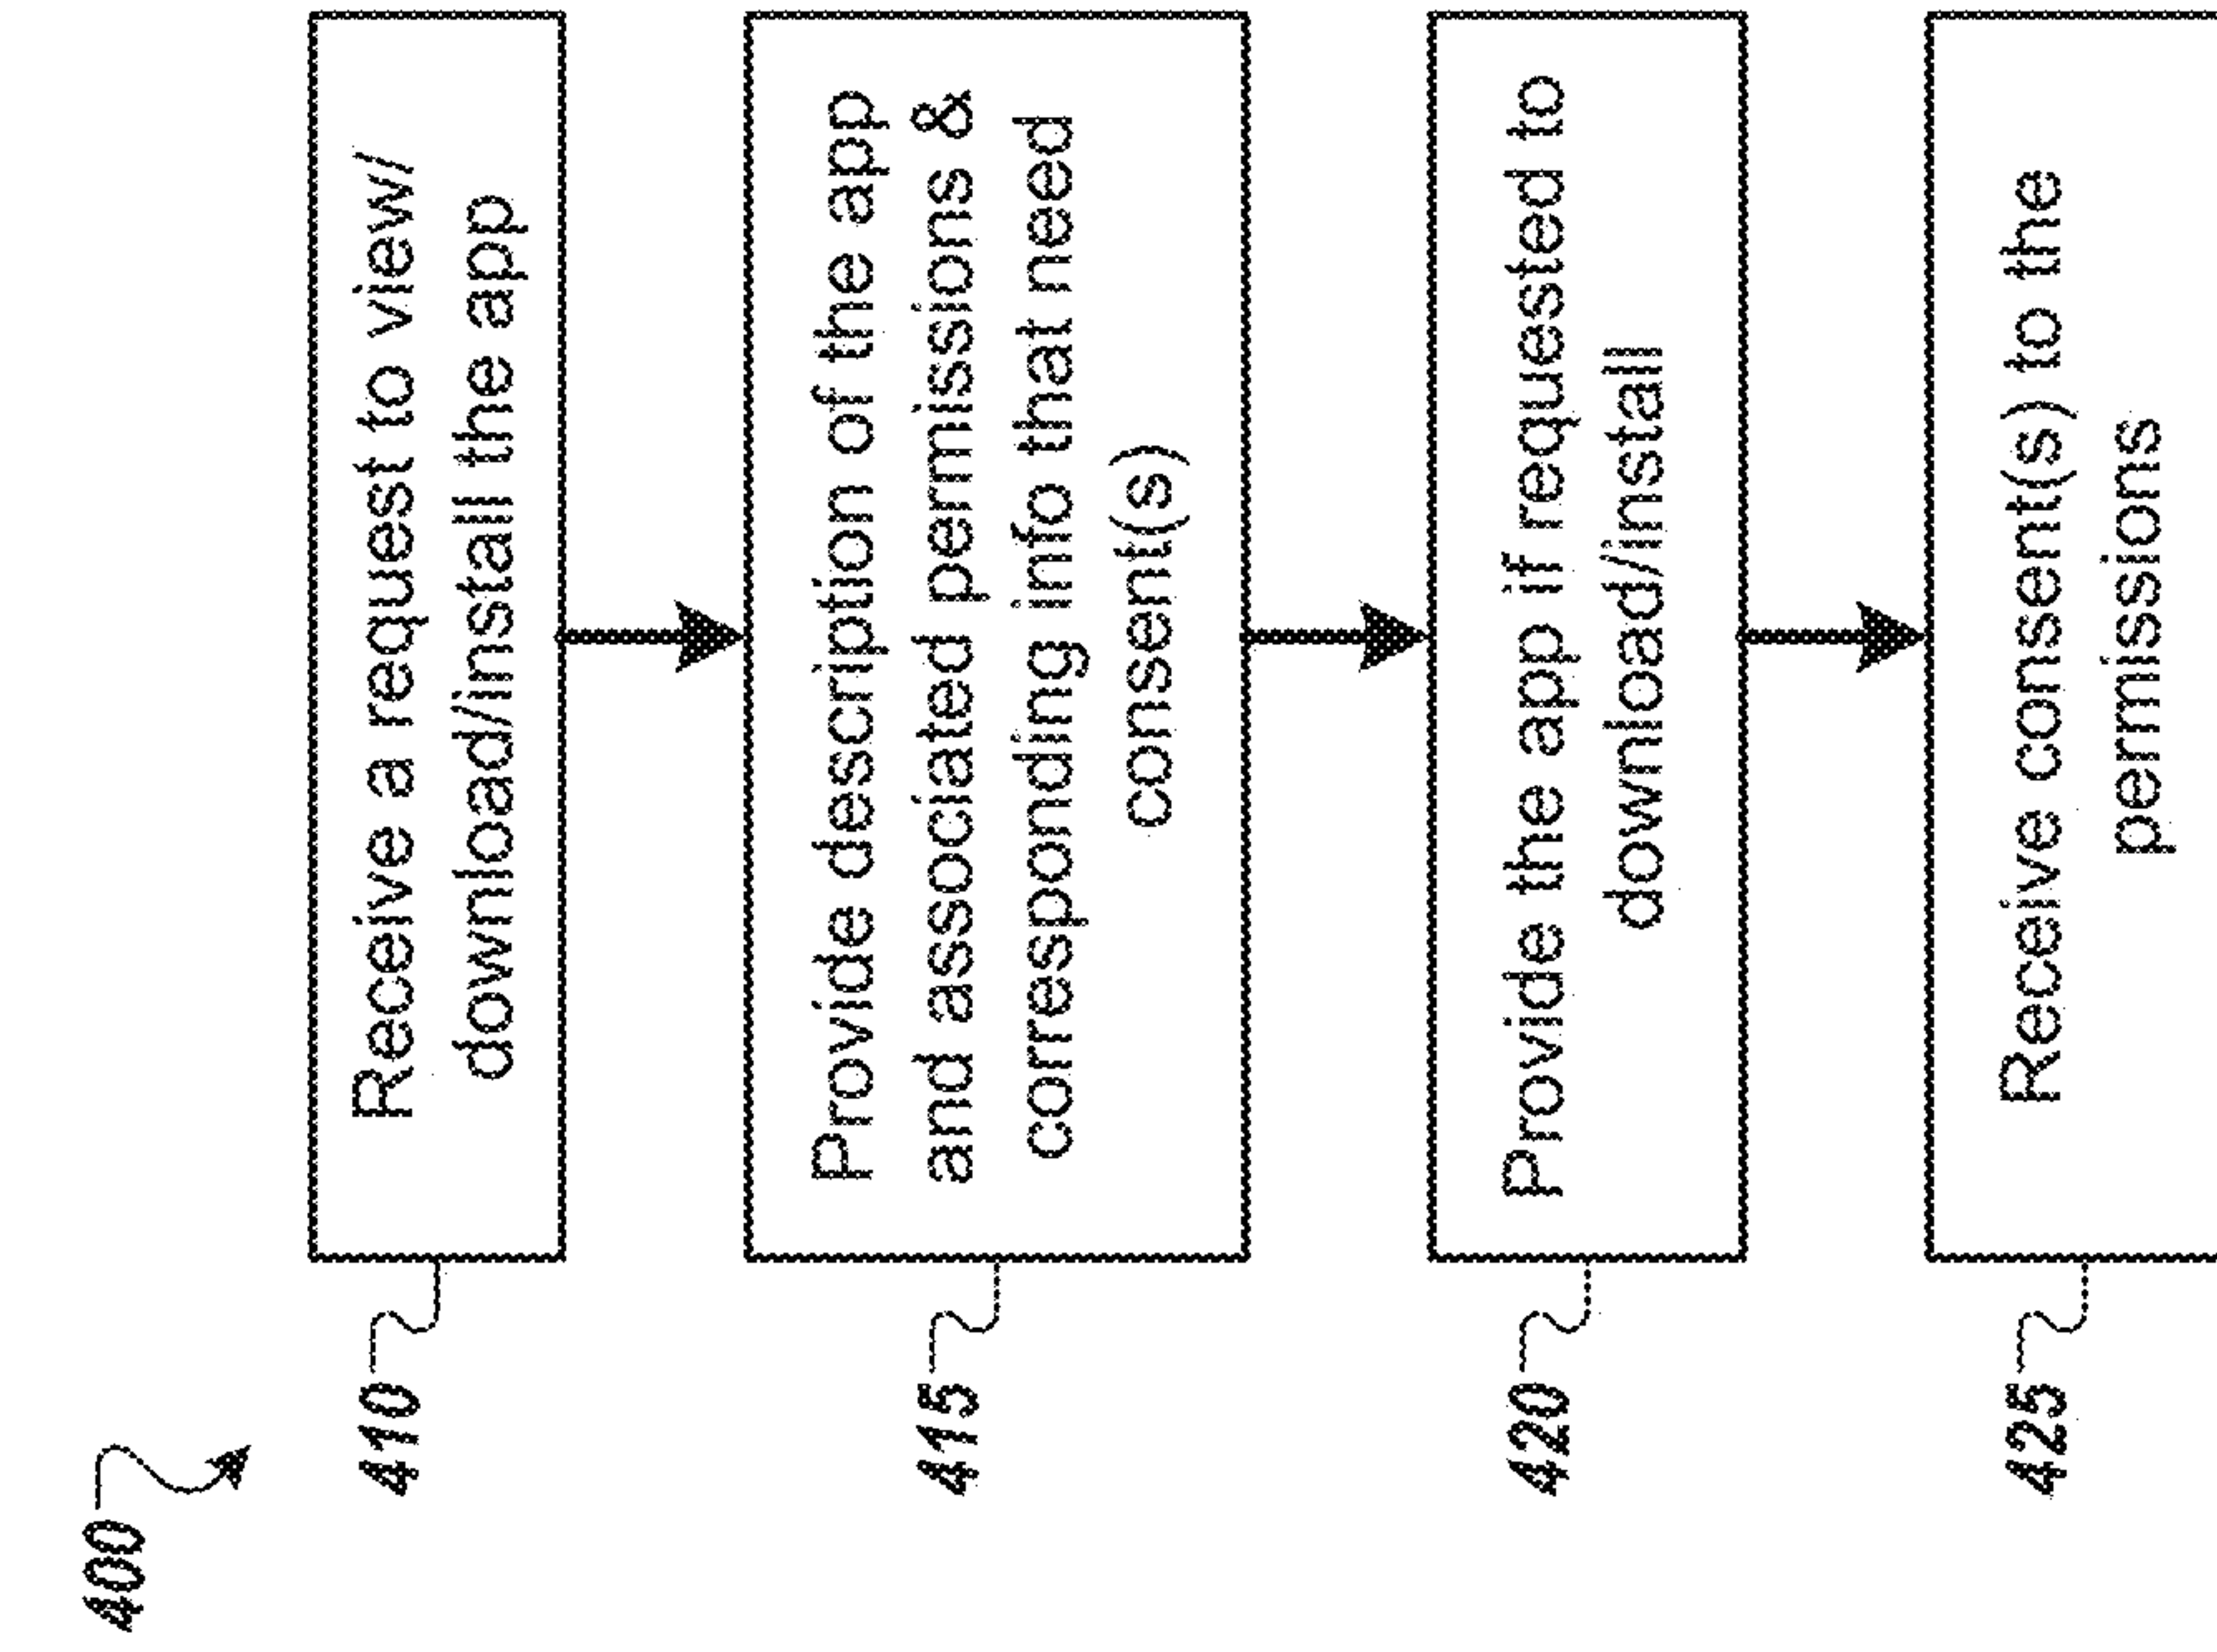 400
410
Receive a request to view/
download/install the app
415
Provide description of the app
and associated permissions &
corresponding info that need
consent(s)
420
Provide the app if requested to
download/install
425
Receive consent(s) to the
permissions